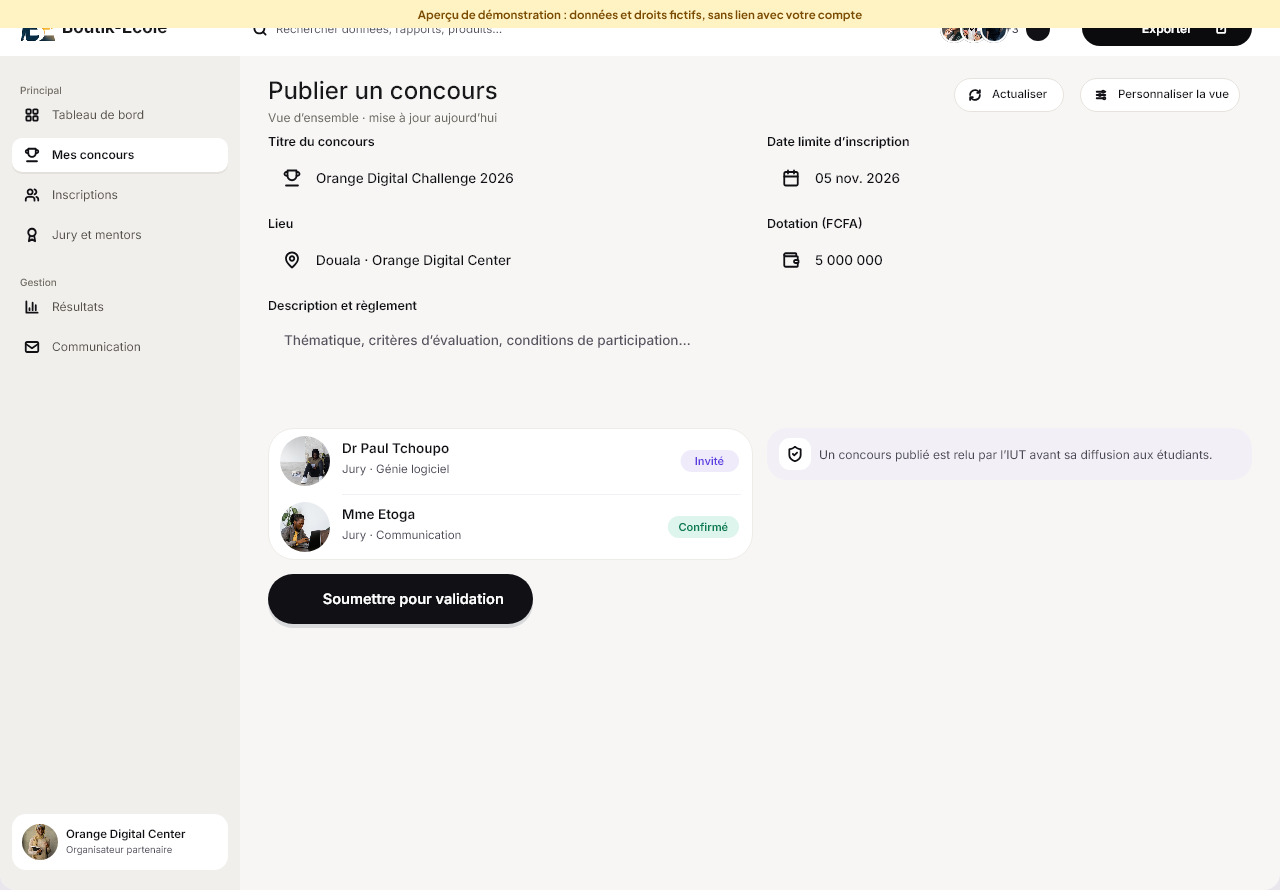 Aperçu de démonstration : données et droits fictifs, sans lien avec votre compte
Boutik-École
Rechercher données, rapports, produits...
+3
Exporter
Principal
Tableau de bord
Mes concours
Inscriptions
Jury et mentors
Gestion
Résultats
Communication
Orange Digital Center
Organisateur partenaire
Publier un concours
Vue d’ensemble · mise à jour aujourd’hui
Actualiser
Personnaliser la vue
Titre du concours
Orange Digital Challenge 2026
Date limite d’inscription
05 nov. 2026
Lieu
Douala · Orange Digital Center
Dotation (FCFA)
5 000 000
Description et règlement
Thématique, critères d’évaluation, conditions de participation...
Dr Paul Tchoupo
Jury · Génie logiciel
Invité
Mme Etoga
Jury · Communication
Confirmé
Un concours publié est relu par l’IUT avant sa diffusion aux étudiants.
Soumettre pour validation